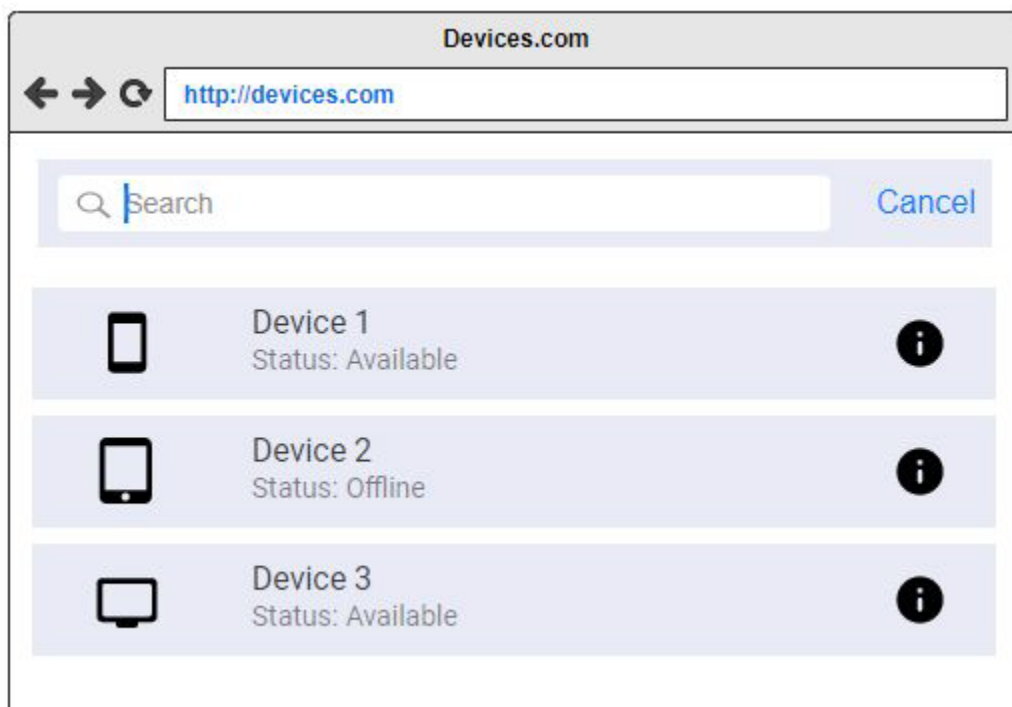 Devices.com
http://devices.com
Search
Cancel
Device 1
Status: Available
Device 2
Status: Offline
Device 3
Status: Available